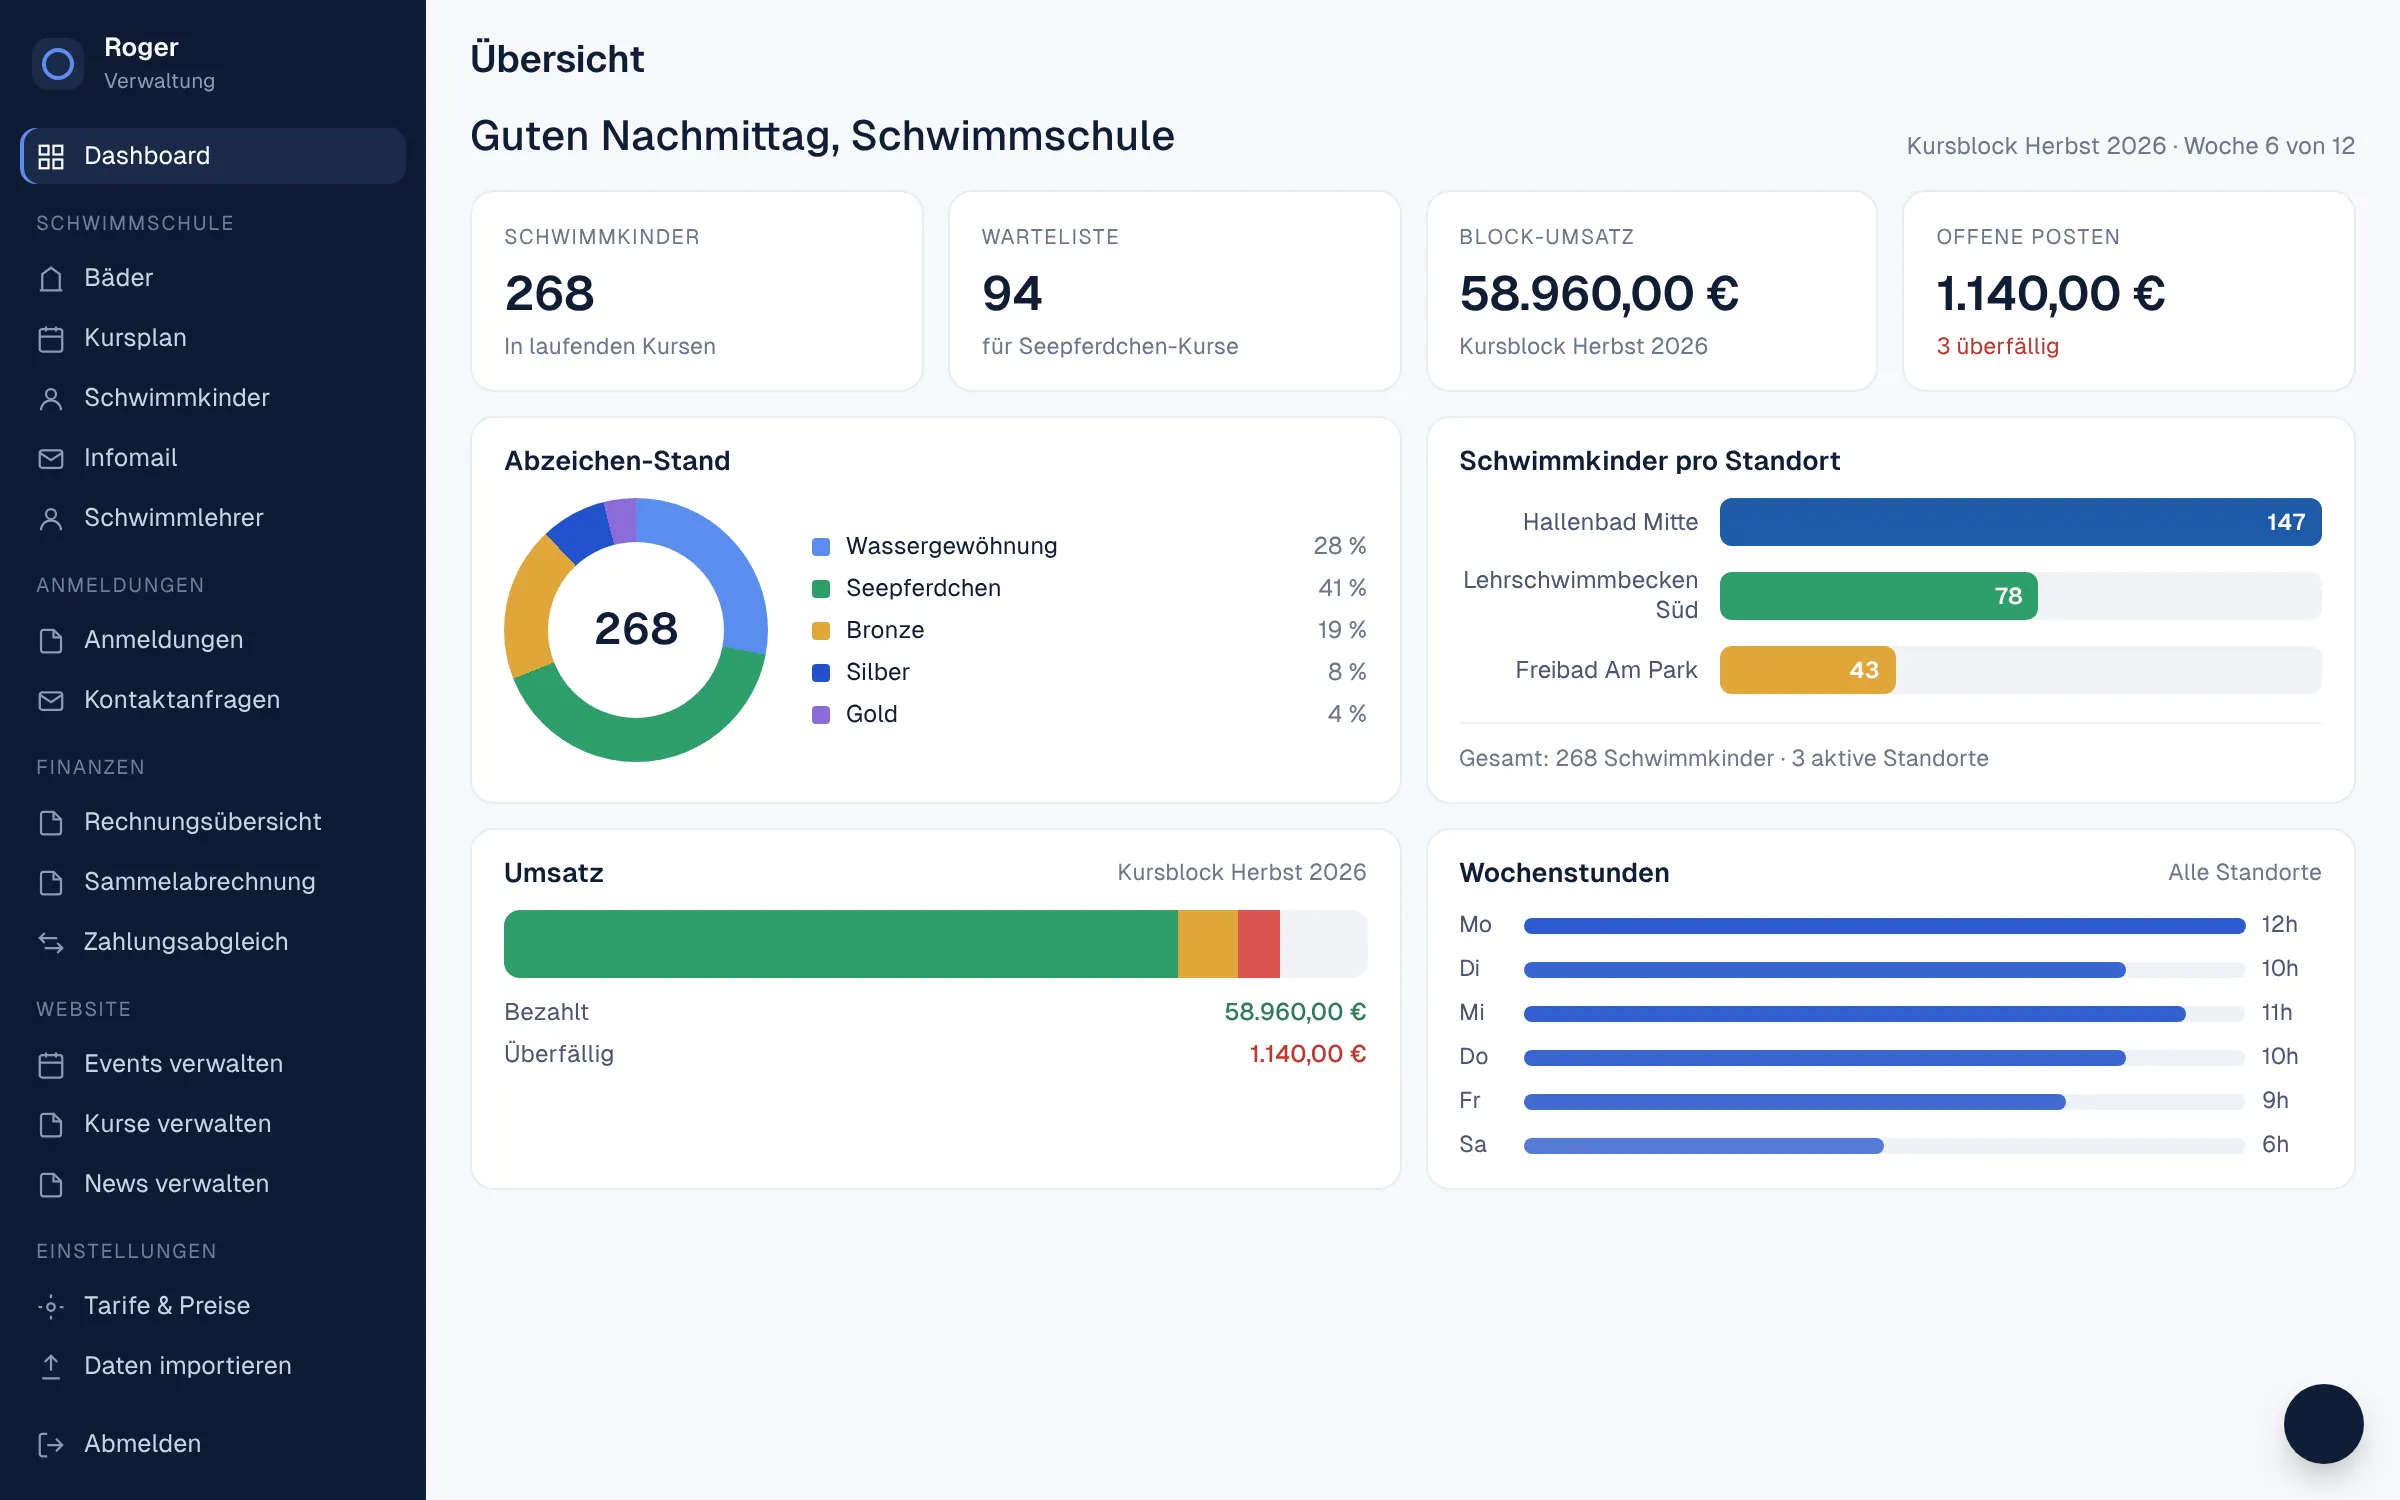 Roger
Verwaltung
Dashboard
SCHWIMMSCHULE
Bäder
Kursplan
Schwimmkinder
Infomail
Schwimmlehrer
ANMELDUNGEN
Anmeldungen
Kontaktanfragen
FINANZEN
Rechnungsübersicht
Sammelabrechnung
Zahlungsabgleich
WEBSITE
Events verwalten
Kurse verwalten
News verwalten
EINSTELLUNGEN
Tarife & Preise
Daten importieren
Abmelden
Übersicht
Guten Nachmittag, Schwimmschule
Kursblock Herbst 2026 · Woche 6 von 12
SCHWIMMKINDER
268
In laufenden Kursen
WARTELISTE
94
für Seepferdchen-Kurse
BLOCK-UMSATZ
58.960,00 €
Kursblock Herbst 2026
OFFENE POSTEN
1.140,00 €
3 überfällig
Abzeichen-Stand
268
Wassergewöhnung 28 %
Seepferdchen 41 %
Bronze 19 %
Silber 8 %
Gold 4 %
Schwimmkinder pro Standort
Hallenbad Mitte 147
Lehrschwimmbecken
Süd
78
Freibad Am Park 43
Gesamt: 268 Schwimmkinder · 3 aktive Standorte
Umsatz Kursblock Herbst 2026
Bezahlt 58.960,00 €
Überfällig 1.140,00 €
Wochenstunden Alle Standorte
Mo 12h
Di 10h
Mi 11h
Do 10h
Fr 9h
Sa 6h